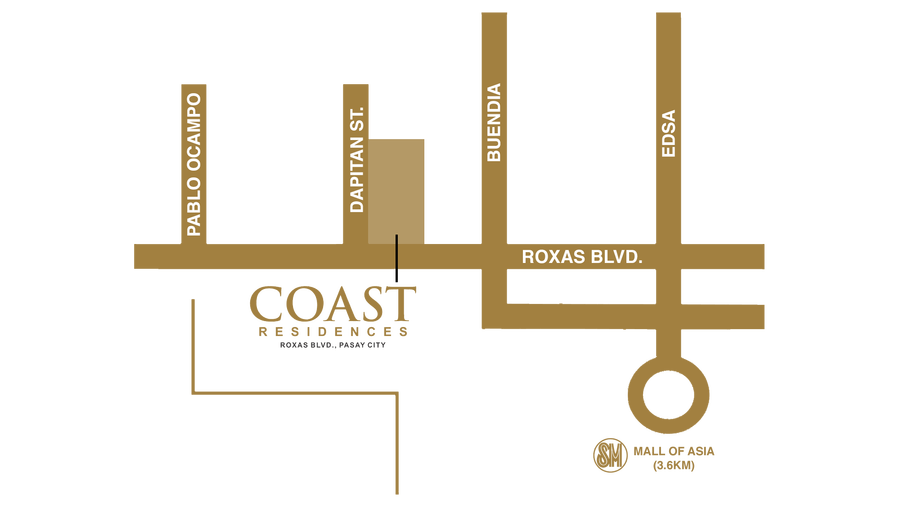 PABLO OCAMPO
DAPITAN ST.
BUENDIA
EDSA
ROXAS BLVD.
COAST
RESIDENCES
ROXAS BLVD., PASAY CITY
SM
MALL OF ASIA
(3.6KM)